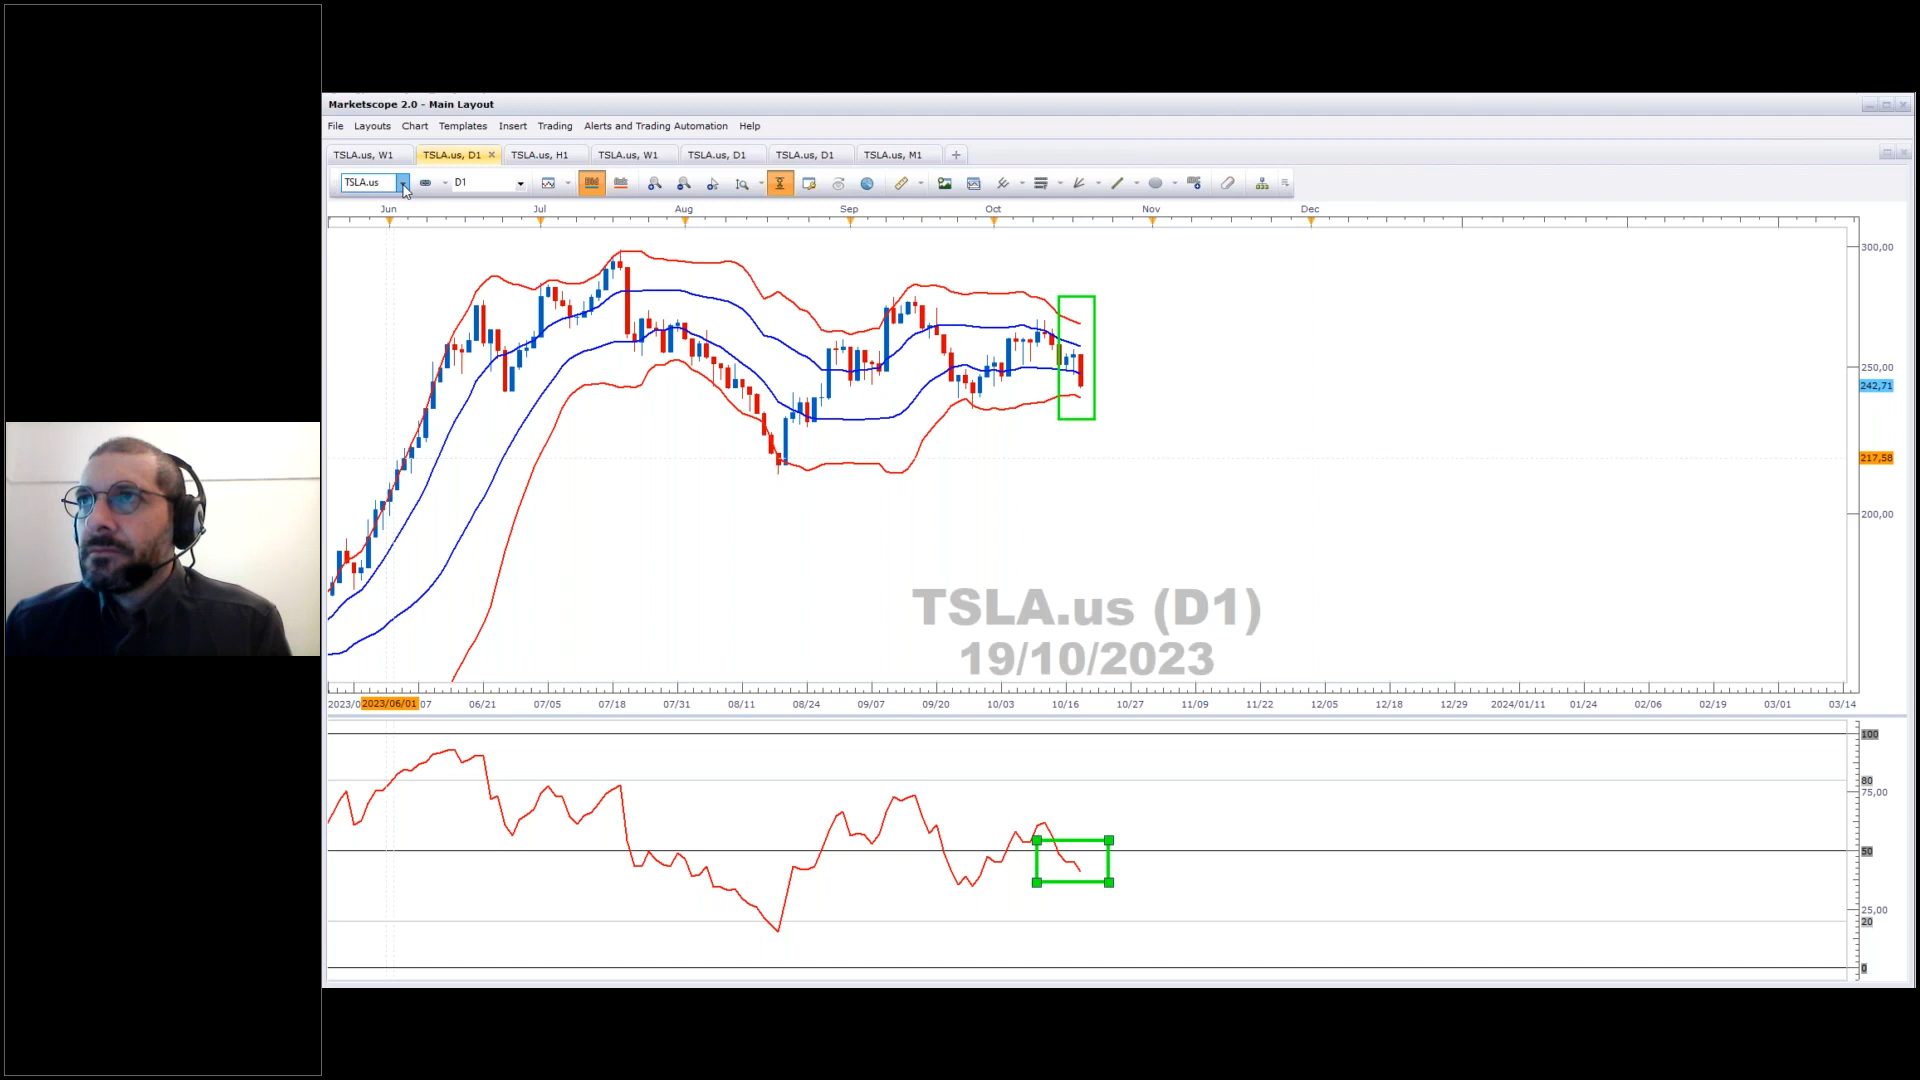 Marketscope 2.0 - Main Layout
File Layouts Chart Templates Insert Trading Alerts and Trading Automation Help
TSLA.us, W1 TSLA.us, D1 TSLA.us, H1 TSLA.us, W1 TSLA.us, D1 TSLA.us, D1 TSLA.us, M1
TSLA.us D1
Jun Jul Aug Sep Oct Nov Dec
300,00
250,00
242,71
217,58
200,00
TSLA.us (D1)
19/10/2023
2023/0 2023/06/01 07 06/21 07/05 07/18 07/31 08/11 08/24 09/07 09/20 10/03 10/16 10/27 11/09 11/22 12/05 12/18 12/29 2024/01/11 01/24 02/06 02/19 03/01 03/14
100
80
75,00
50
25,00
20
0